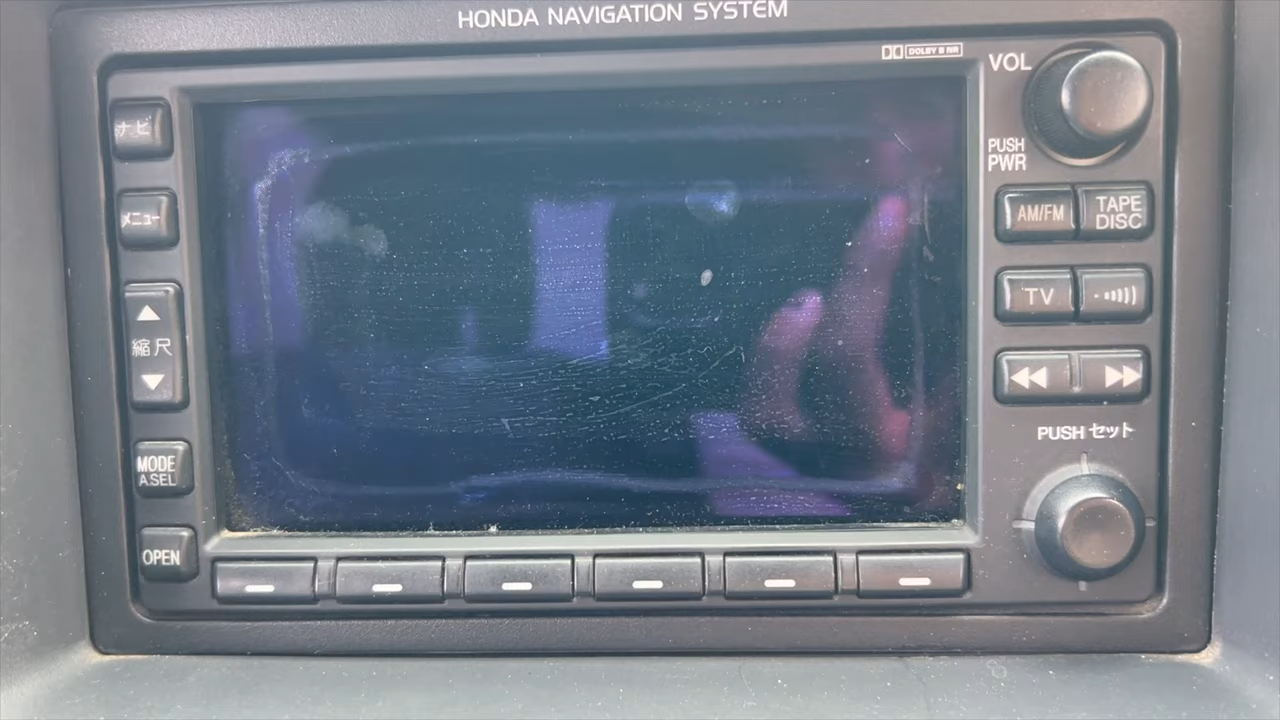 HONDA NAVIGATION SYSTEM
DOLBY B NR
VOL
PUSH
PWR
ナビ
メニュー
縮尺
MODE
A.SEL
OPEN
AM/FM
TAPE
DISC
TV
PUSH セット